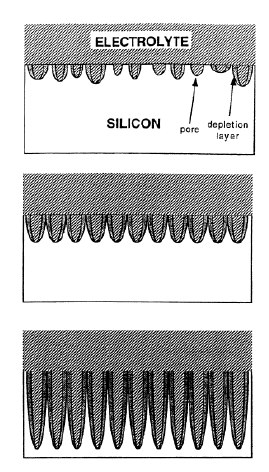 ELECTROLYTE
SILICON
pore
depletion
layer